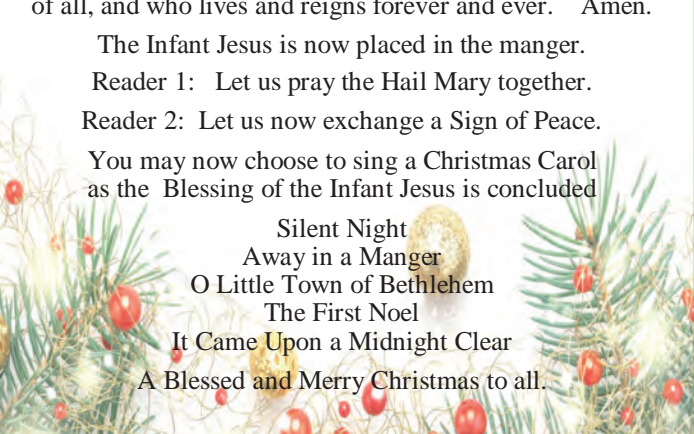 of all, and who lives and reigns forever and ever. Amen.
The Infant Jesus is now placed in the manger.
Reader 1: Let us pray the Hail Mary together.
Reader 2: Let us now exchange a Sign of Peace.
You may now choose to sing a Christmas Carol
as the Blessing of the Infant Jesus is concluded
Silent Night
Away in a Manger
O Little Town of Bethlehem
The First Noel
It Came Upon a Midnight Clear
A Blessed and Merry Christmas to all.